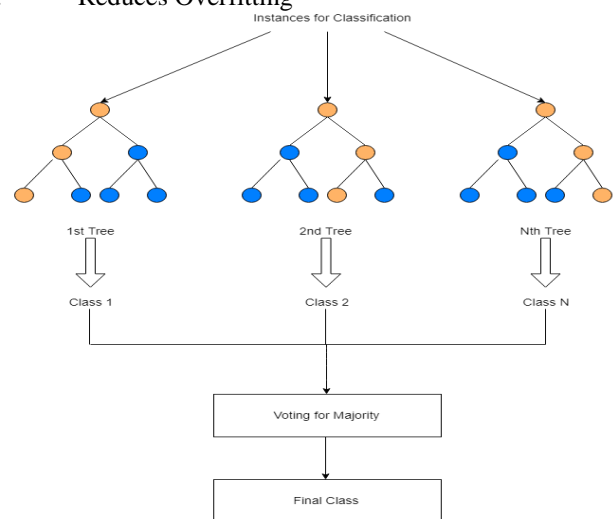 Reduces Overfitting
Instances for Classification
1st Tree 2nd Tree Nth Tree
Class 1 Class 2 Class N
Voting for Majority
Final Class